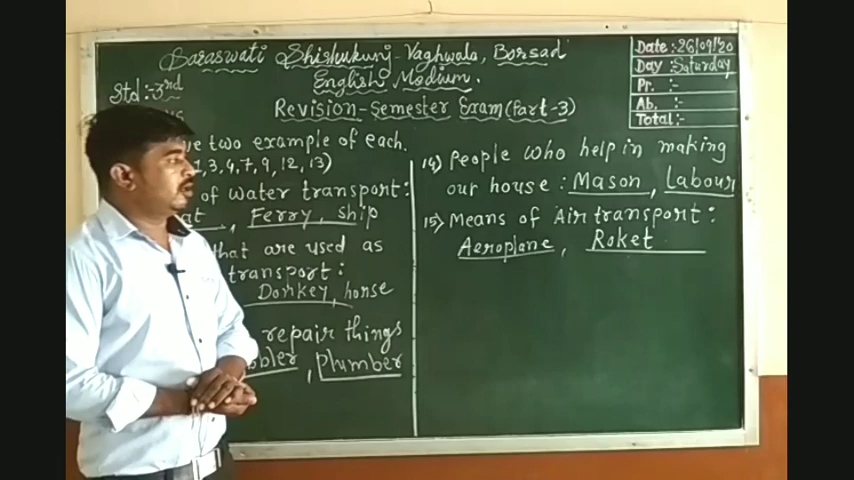 Saraswati Shishukunj - Vaghwala, Borsad
English Medium.
Date :- 26/09/20
Day :- Saturday
Pr. :-
Ab. :-
Total :-
Std :- 3rd
Revision - Semester Exam (Part - 3)
ve two example of each.
1, 3, 4, 7, 9, 12, 13)
of water transport :
at , Ferry, ship
hat are used as
transport :
Donkey, horse
repair things
bbler , Plumber
14) People who help in making
our house : Mason , Labour
15) Means of Air transport :
Aeroplane , Roket